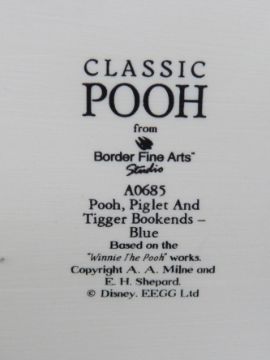 CLASSIC
POOH
from
Border Fine Arts™
Studio
A0685
Pooh, Piglet And
Tigger Bookends –
Blue
Based on the
"Winnie The Pooh" works.
Copyright A. A. Milne and
E. H. Shepard.
© Disney. EEGG Ltd